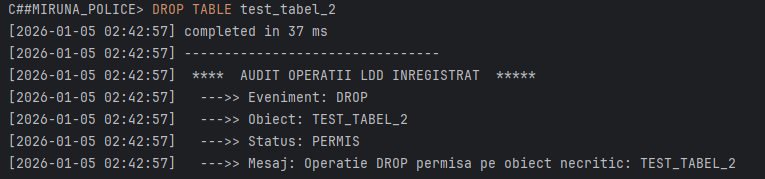 C##MIRUNA_POLICE> DROP TABLE test_tabel_2
[2026-01-05 02:42:57] completed in 37 ms
[2026-01-05 02:42:57] --------------------------------
[2026-01-05 02:42:57]  ****  AUDIT OPERATII LDD INREGISTRAT  *****
[2026-01-05 02:42:57]   --->> Eveniment: DROP
[2026-01-05 02:42:57]   --->> Obiect: TEST_TABEL_2
[2026-01-05 02:42:57]   --->> Status: PERMIS
[2026-01-05 02:42:57]   --->> Mesaj: Operatie DROP permisa pe obiect necritic: TEST_TABEL_2